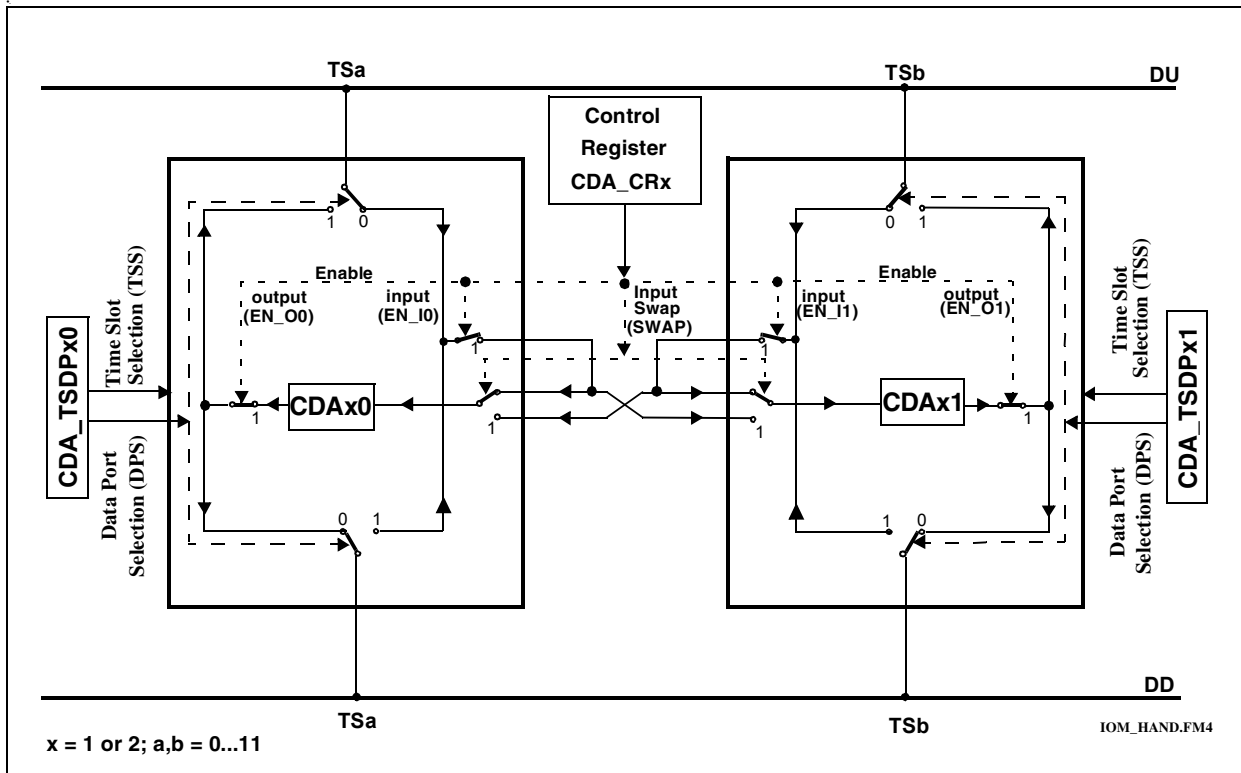 TSa
TSb
DU
Control
Register
CDA_CRx
1
0
0
1
Enable
Enable
output
(EN_O0)
input
(EN_I0)
Input
Swap
(SWAP)
input
(EN_I1)
output
(EN_O1)
Time Slot
Selection (TSS)
CDA_TSDPx0
Data Port
Selection (DPS)
1
1
CDAx0
1
1
1
1
CDAx1
1
Time Slot
Selection (TSS)
CDA_TSDPx1
Data Port
Selection (DPS)
0
1
1
0
DD
TSa
TSb
IOM_HAND.FM4
x = 1 or 2; a,b = 0...11